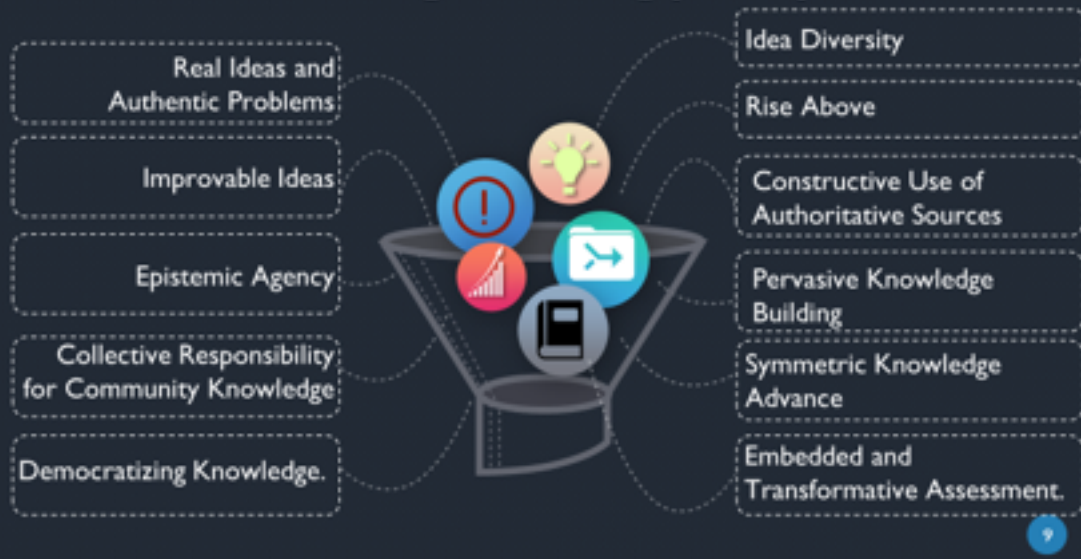 Real Ideas and
Authentic Problems
Improvable Ideas
Epistemic Agency
Collective Responsibility
for Community Knowledge
Democratizing Knowledge.
Idea Diversity
Rise Above
Constructive Use of
Authoritative Sources
Pervasive Knowledge
Building
Symmetric Knowledge
Advance
Embedded and
Transformative Assessment.
9